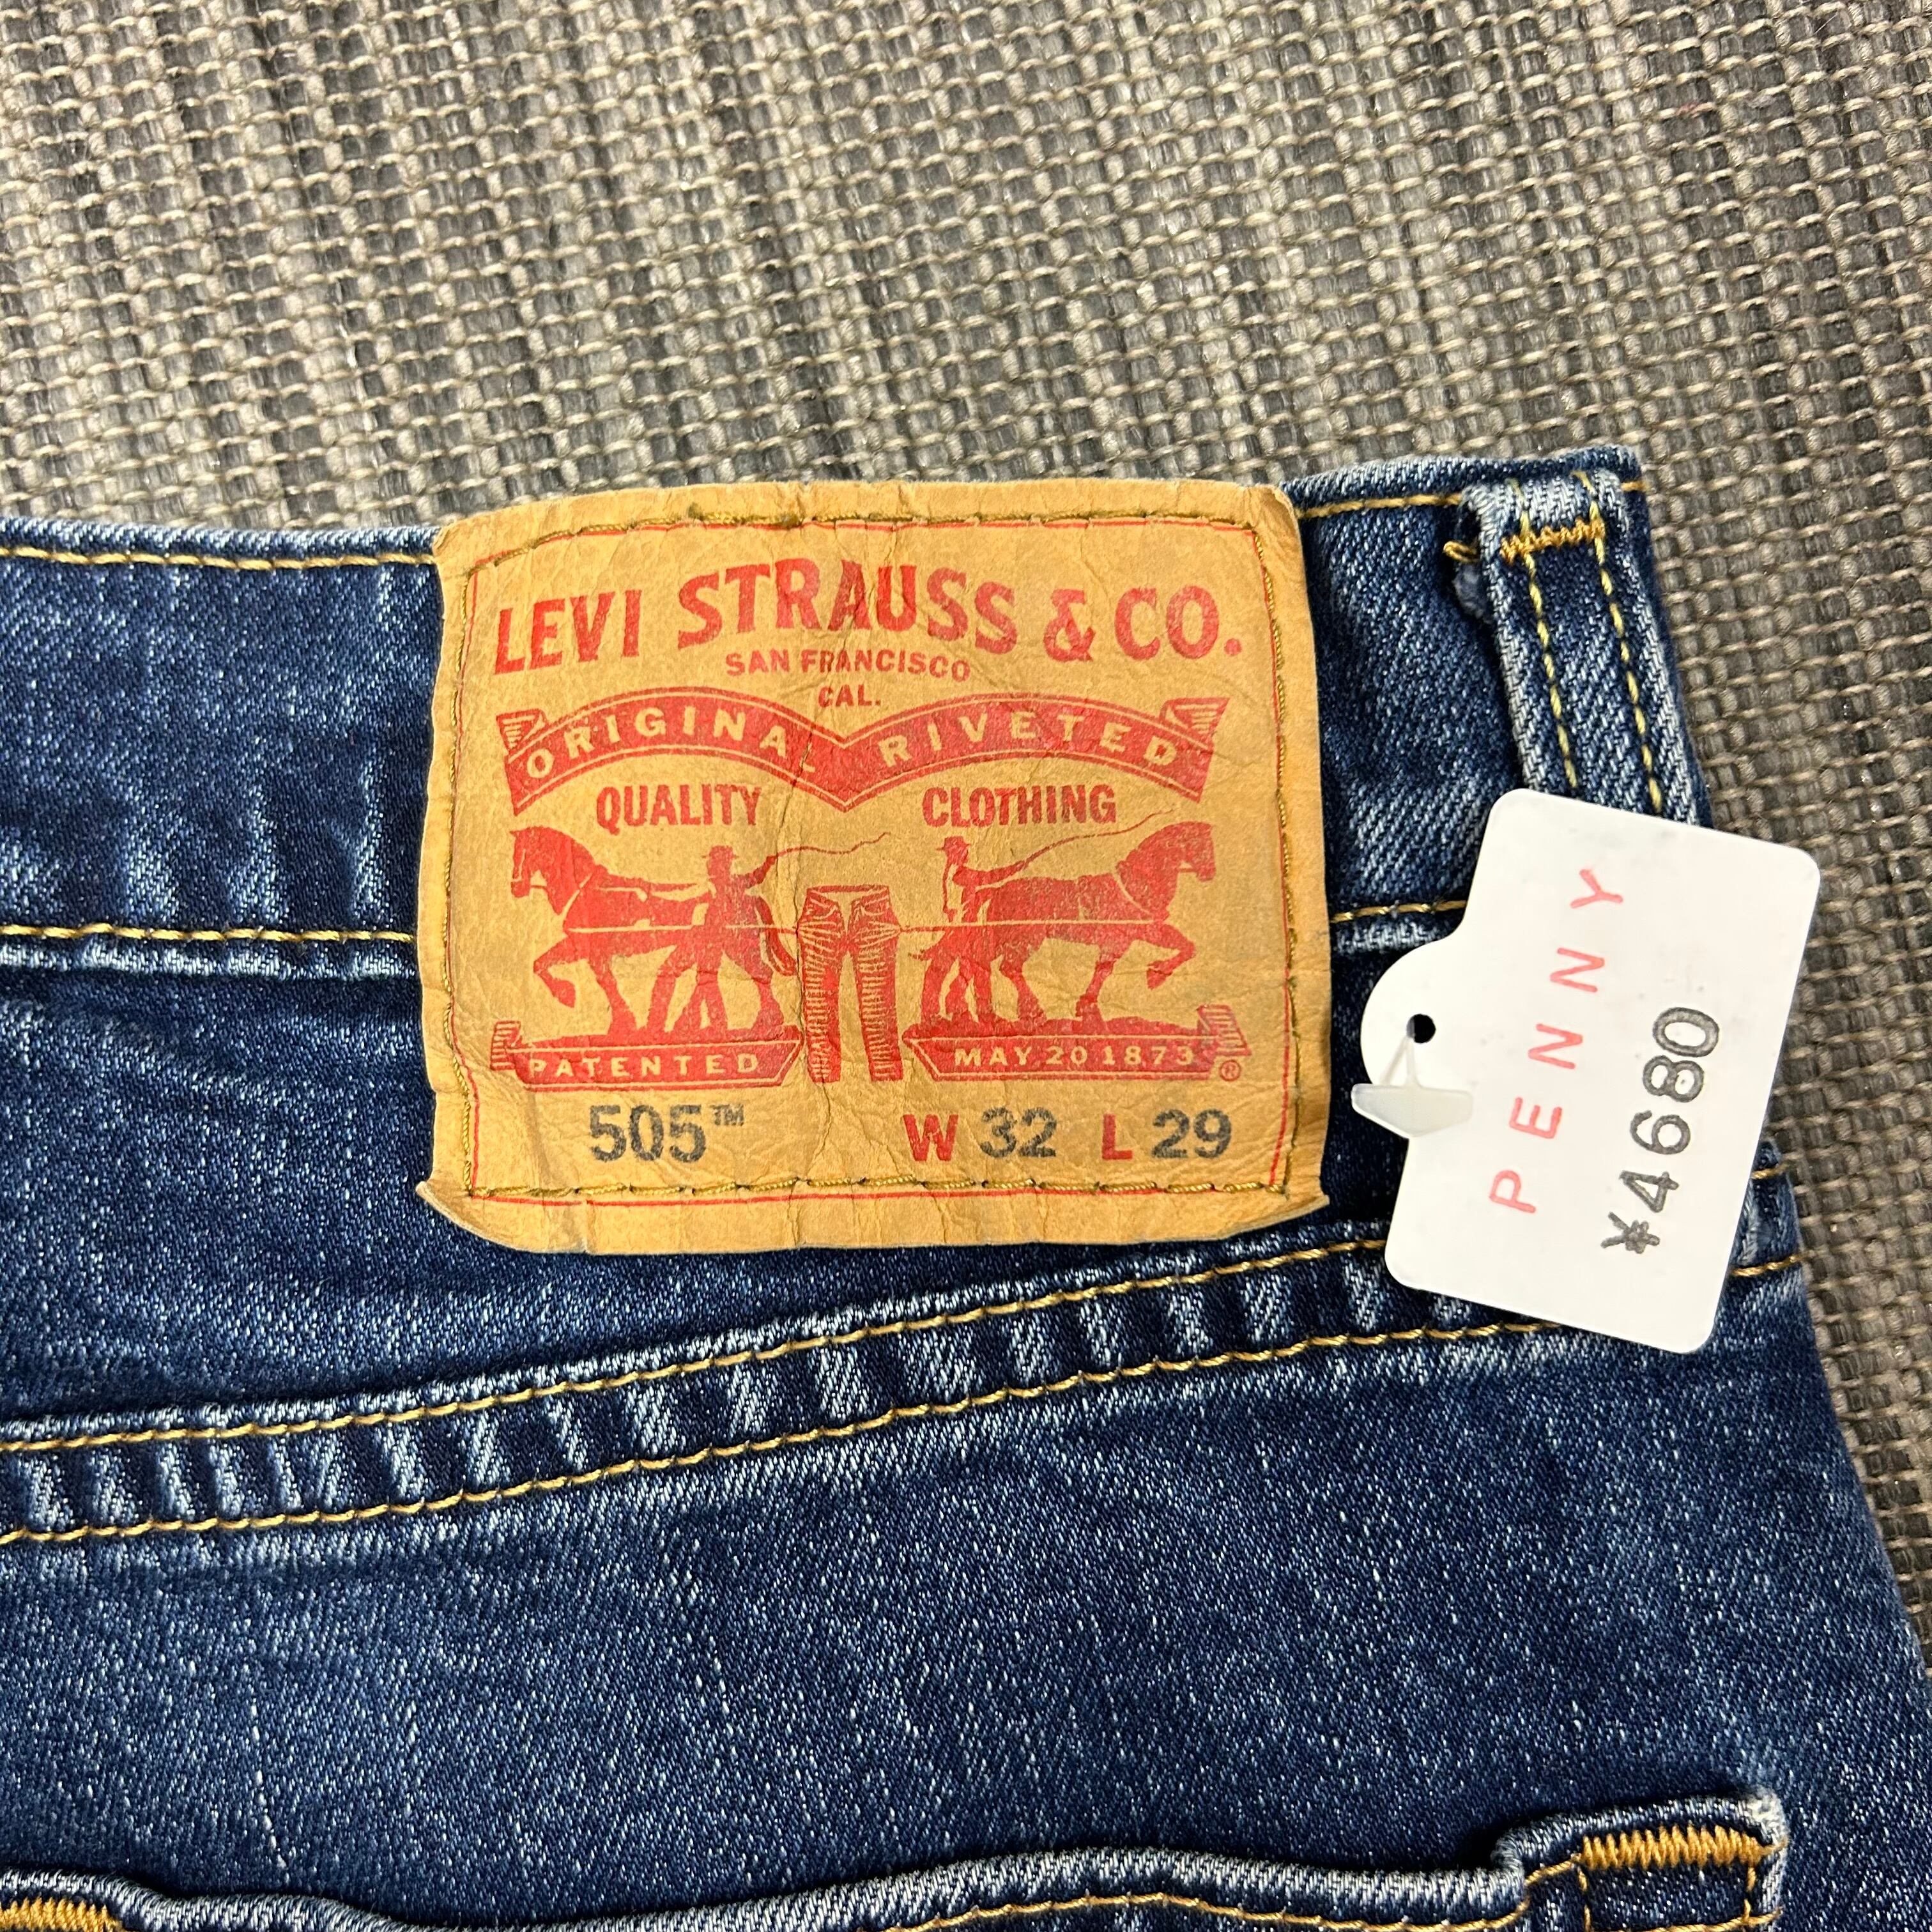 LEVI STRAUSS & CO.
SAN FRANCISCO
CAL.
ORIGINAL RIVETED
QUALITY CLOTHING
PATENTED MAY 20 1873 ®
505™ W 32 L 29
PENNY
¥4680